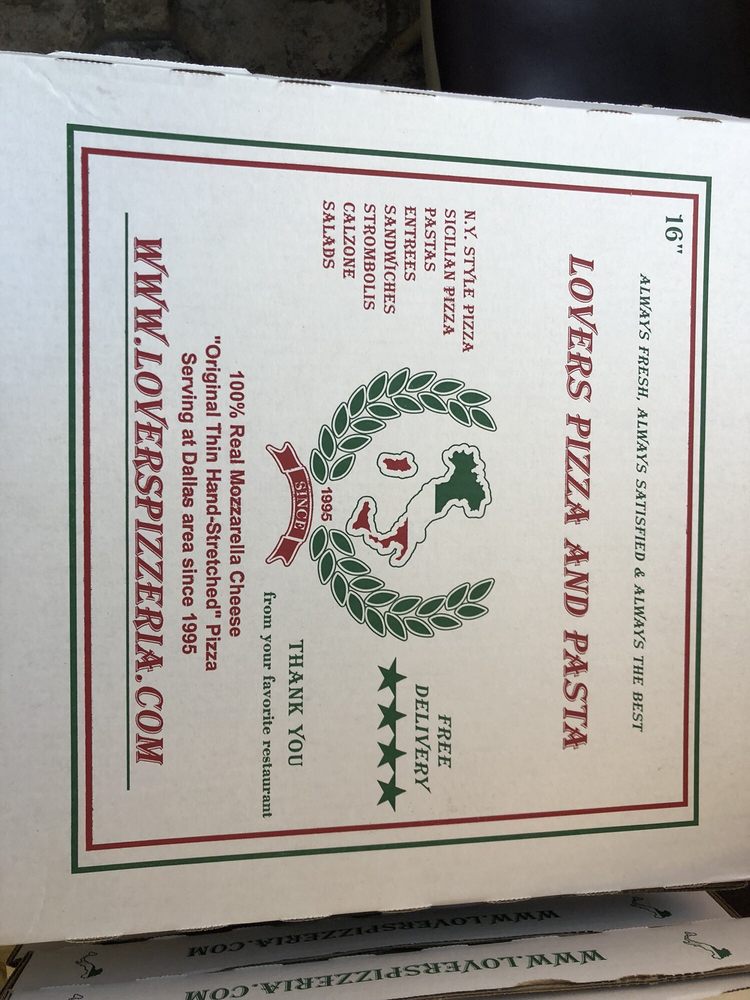 16"
ALWAYS FRESH, ALWAYS SATISFIED & ALWAYS THE BEST
LOVERS PIZZA AND PASTA
N.Y. STYLE PIZZA
SICILIAN PIZZA
PASTAS
ENTREES
SANDWICHES
STROMBOLIS
CALZONE
SALADS
1995
SINCE
FREE
DELIVERY
THANK YOU
from your favorite restaurant
100% Real Mozzarella Cheese
"Original Thin Hand-Stretched" Pizza
Serving at Dallas area since 1995
WWW.LOVERSPIZZERIA.COM
WWW.LOVERSPIZZERIA.COM
WWW.LOVERSPIZZERIA.COM